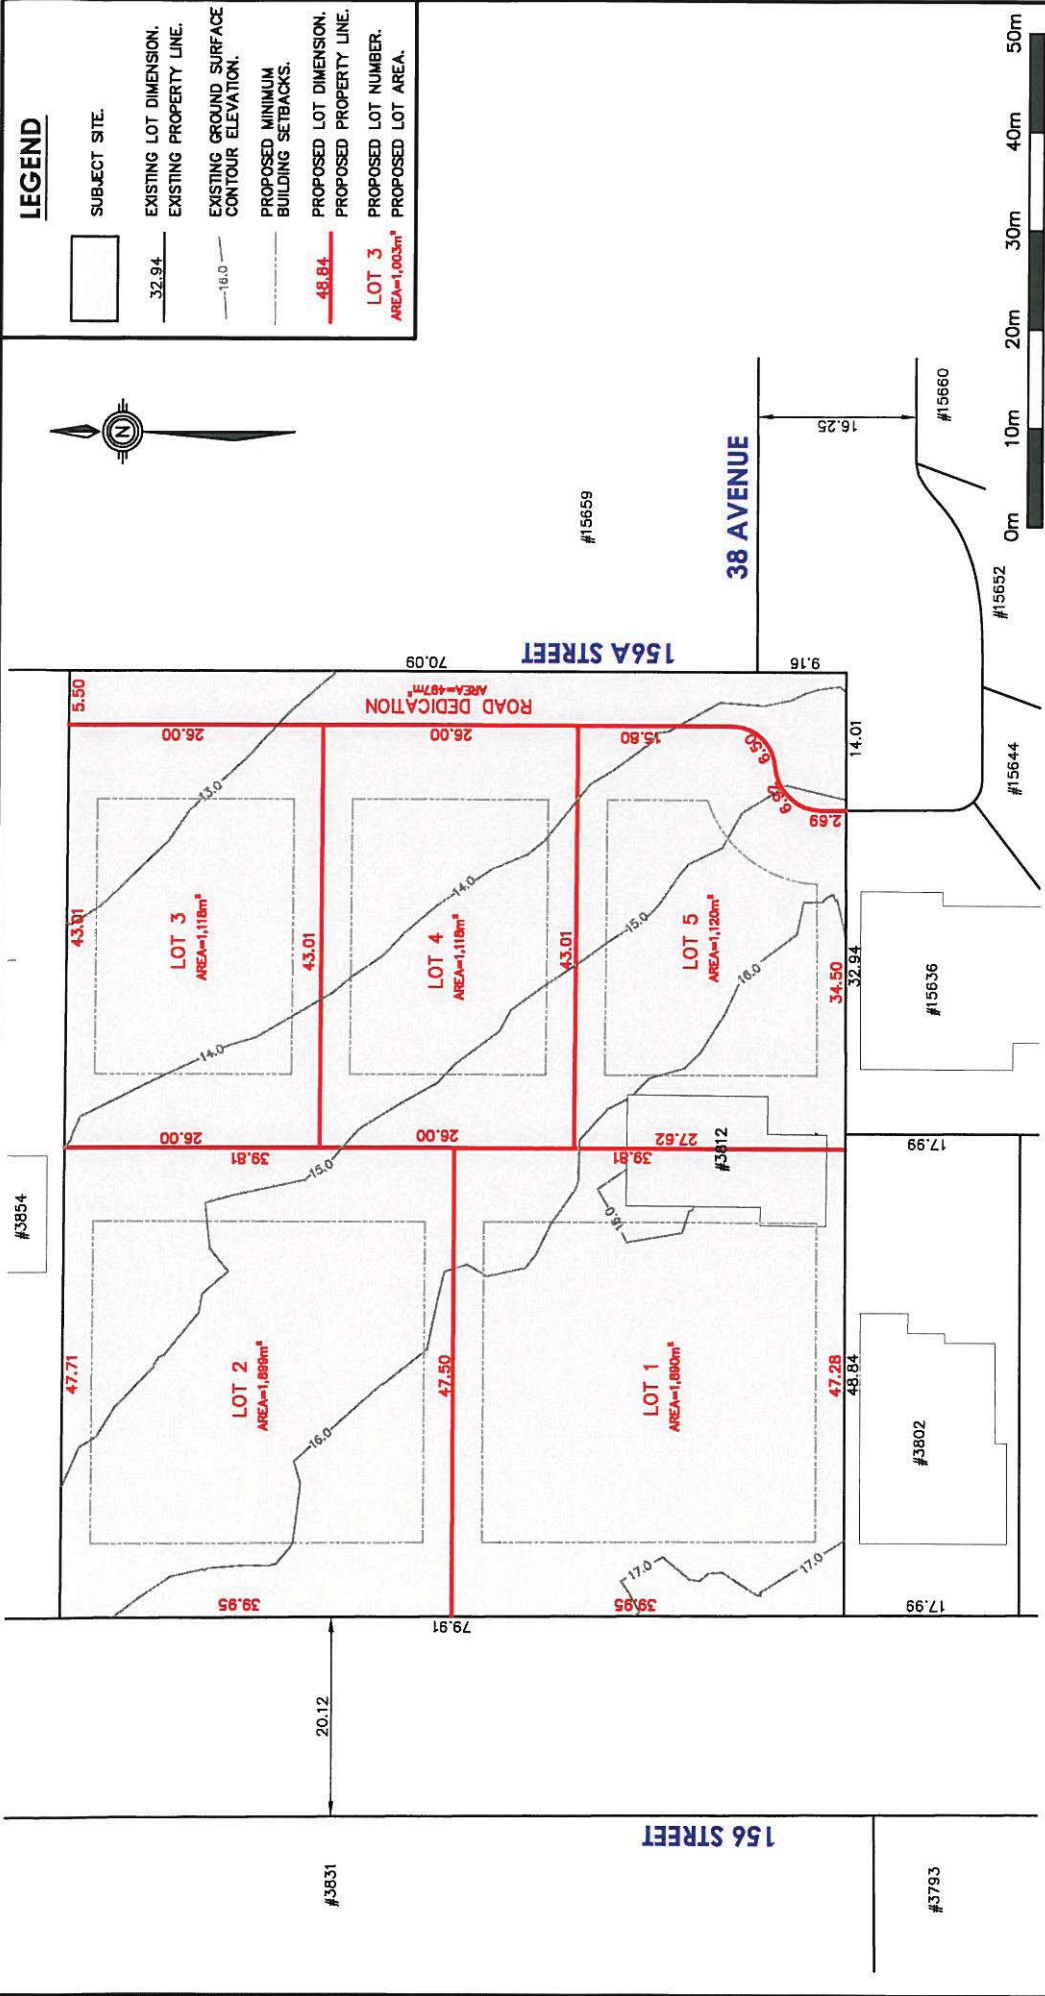 LEGEND
SUBJECT SITE.
32.94
EXISTING LOT DIMENSION.
EXISTING PROPERTY LINE.
16.0
EXISTING GROUND SURFACE
CONTOUR ELEVATION.
PROPOSED MINIMUM
BUILDING SETBACKS.
48.84
PROPOSED LOT DIMENSION.
PROPOSED PROPERTY LINE.
LOT 3
PROPOSED LOT NUMBER.
AREA=1,003m²
PROPOSED LOT AREA.
N
#3854
47.71
43.01
5.50
39.95
39.81
26.00
26.00
13.0
14.0
LOT 3
AREA=1,118m²
LOT 2
AREA=1,899m²
15.0
16.0
20.12
#3831
43.01
70.09
ROAD DEDICATION
AREA=497m²
156A STREET
26.00
26.00
14.0
LOT 4
AREA=1,118m²
79.91
47.50
43.01
#15659
39.95
39.81
27.62
15.80
15.0
16.0
LOT 5
AREA=1,120m²
LOT 1
AREA=1,890m²
#3812
16.0
17.0
17.0
6.50
6.97
2.69
9.16
156 STREET
38 AVENUE
16.25
47.28
48.84
34.50
32.94
14.01
17.99
17.99
#3793
#3802
#15636
#15644
#15652
#15660
0m 10m 20m 30m 40m 50m